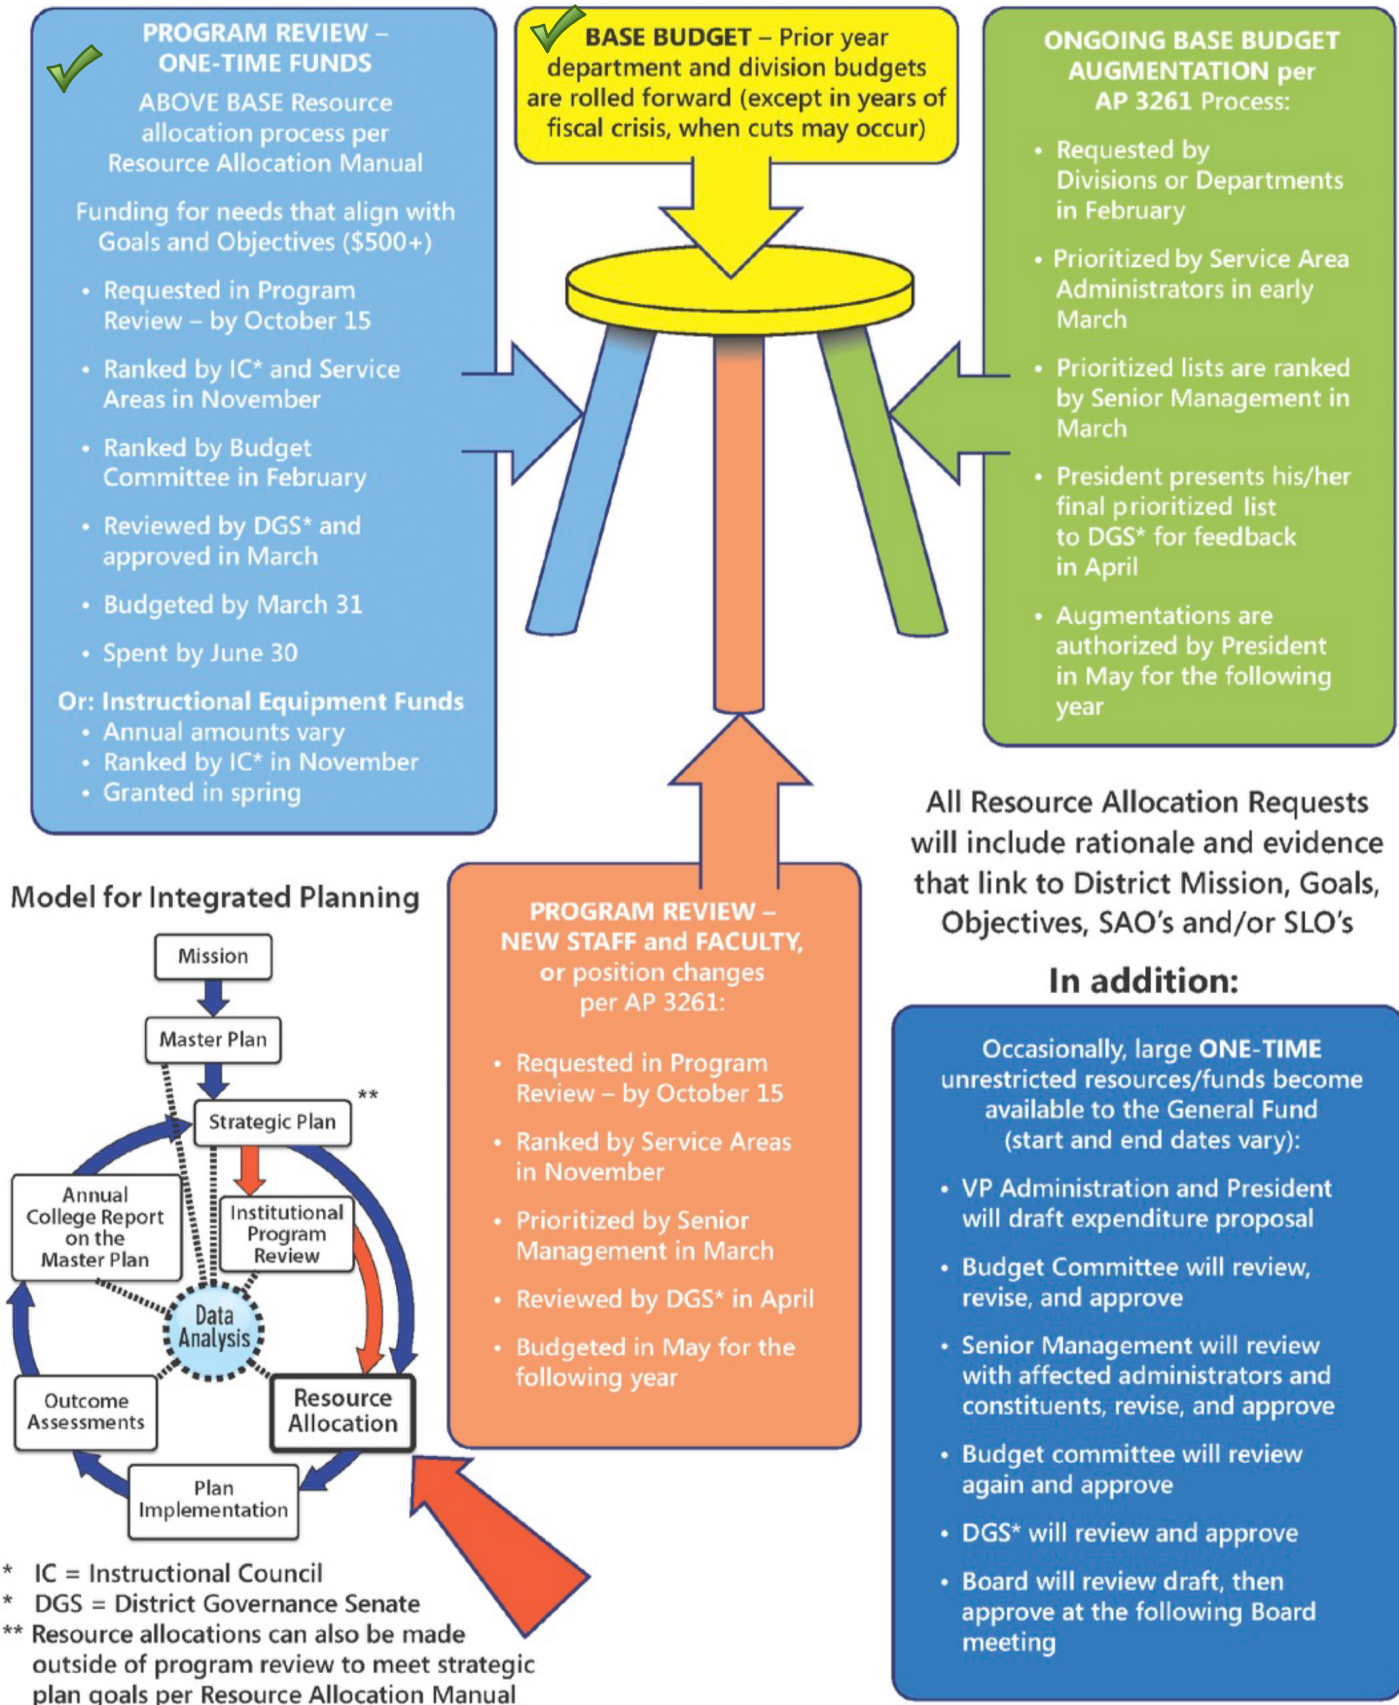 PROGRAM REVIEW –
ONE-TIME FUNDS
ABOVE BASE Resource
allocation process per
Resource Allocation Manual
Funding for needs that align with
Goals and Objectives ($500+)
• Requested in Program
Review – by October 15
• Ranked by IC* and Service
Areas in November
• Ranked by Budget
Committee in February
• Reviewed by DGS* and
approved in March
• Budgeted by March 31
• Spent by June 30
Or: Instructional Equipment Funds
• Annual amounts vary
• Ranked by IC* in November
• Granted in spring
BASE BUDGET – Prior year
department and division budgets
are rolled forward (except in years of
fiscal crisis, when cuts may occur)
ONGOING BASE BUDGET
AUGMENTATION per
AP 3261 Process:
• Requested by
Divisions or Departments
in February
• Prioritized by Service Area
Administrators in early
March
• Prioritized lists are ranked
by Senior Management in
March
• President presents his/her
final prioritized list
to DGS* for feedback
in April
• Augmentations are
authorized by President
in May for the following
year
All Resource Allocation Requests
will include rationale and evidence
that link to District Mission, Goals,
Objectives, SAO's and/or SLO's
In addition:
Occasionally, large ONE-TIME
unrestricted resources/funds become
available to the General Fund
(start and end dates vary):
• VP Administration and President
will draft expenditure proposal
• Budget Committee will review,
revise, and approve
• Senior Management will review
with affected administrators and
constituents, revise, and approve
• Budget committee will review
again and approve
• DGS* will review and approve
• Board will review draft, then
approve at the following Board
meeting
PROGRAM REVIEW –
NEW STAFF and FACULTY,
or position changes
per AP 3261:
• Requested in Program
Review – by October 15
• Ranked by Service Areas
in November
• Prioritized by Senior
Management in March
• Reviewed by DGS* in April
• Budgeted in May for the
following year
Model for Integrated Planning
Mission
Master Plan
Strategic Plan
**
Annual
College Report
on the
Master Plan
Institutional
Program
Review
Data
Analysis
Outcome
Assessments
Resource
Allocation
Plan
Implementation
* IC = Instructional Council
* DGS = District Governance Senate
** Resource allocations can also be made
outside of program review to meet strategic
plan goals per Resource Allocation Manual